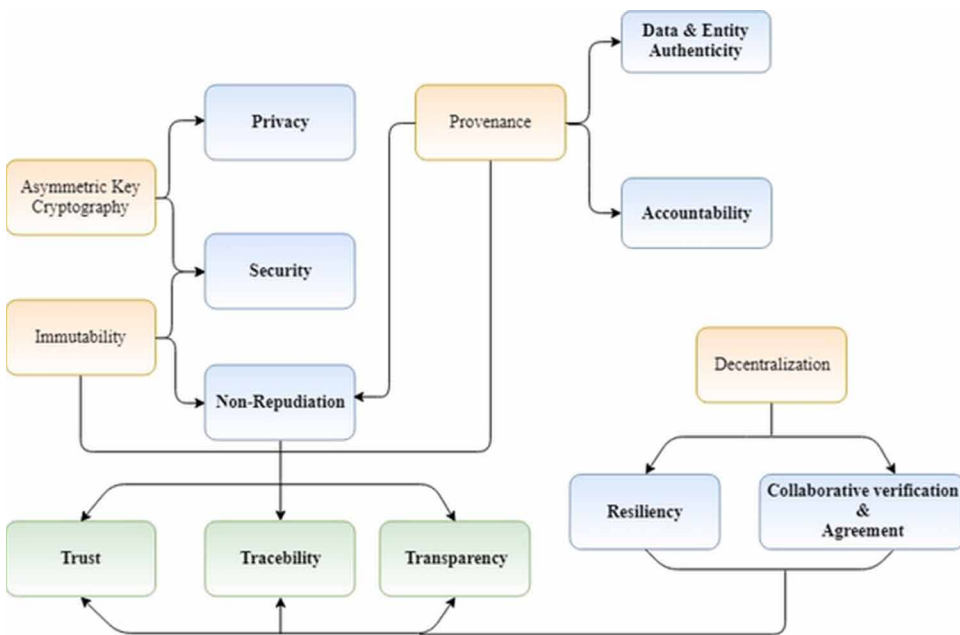 Data & Entity
Authenticity
Privacy
Provenance
Asymmetric Key
Cryptography
Accountability
Security
Immutability
Decentralization
Non-Repudiation
Resiliency
Collaborative verification
&
Agreement
Trust
Tracebility
Transparency